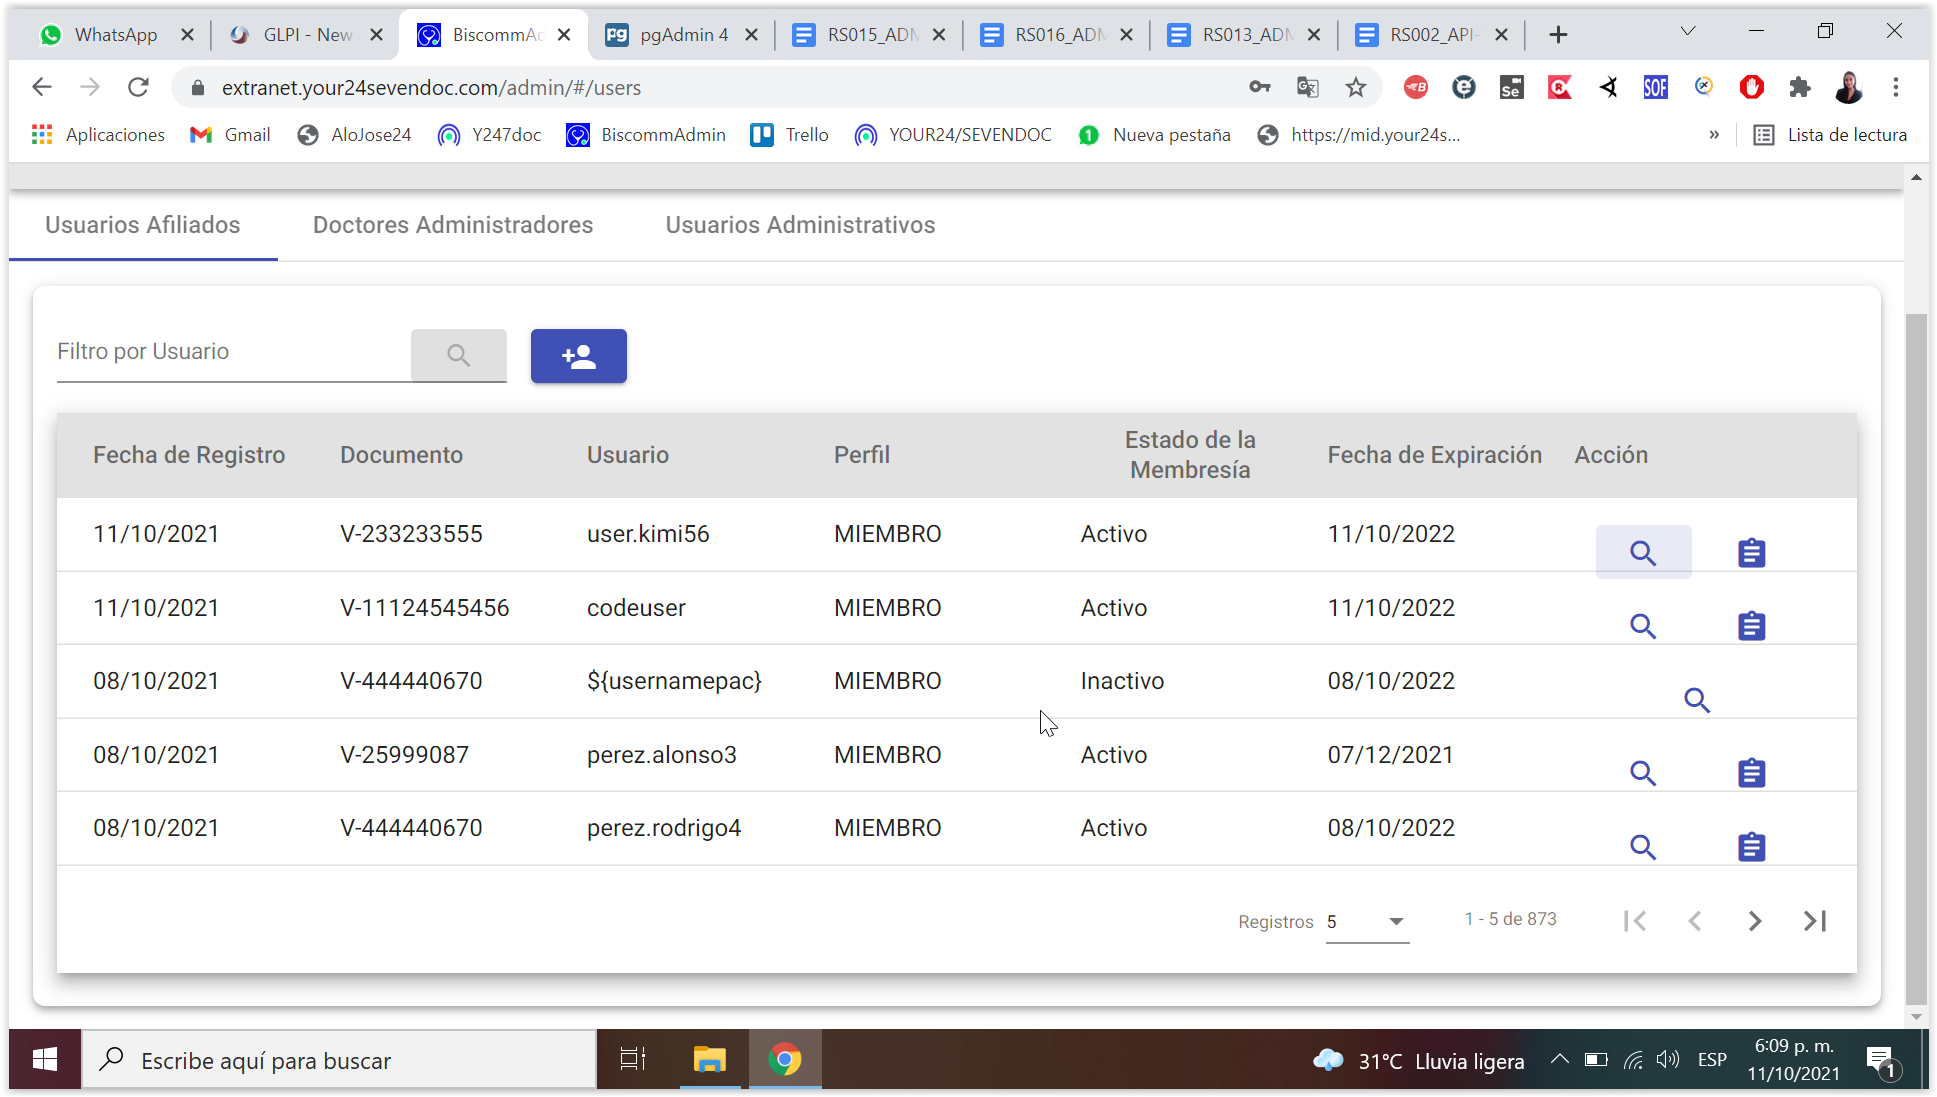 WhatsApp
GLPI - New
BiscommAd
pgAdmin 4
RS015_ADM
RS016_ADM
RS013_ADM
RS002_API-
extranet.your24sevendoc.com/admin/#/users
Aplicaciones
Gmail
AloJose24
Y247doc
BiscommAdmin
Trello
YOUR24/SEVENDOC
Nueva pestaña
https://mid.your24s...
»
Lista de lectura
Usuarios Afiliados
Doctores Administradores
Usuarios Administrativos
Filtro por Usuario
Fecha de Registro Documento Usuario Perfil Estado de la Membresía Fecha de Expiración Acción
11/10/2021 V-233233555 user.kimi56 MIEMBRO Activo 11/10/2022
11/10/2021 V-11124545456 codeuser MIEMBRO Activo 11/10/2022
08/10/2021 V-444440670 ${usernamepac} MIEMBRO Inactivo 08/10/2022
08/10/2021 V-25999087 perez.alonso3 MIEMBRO Activo 07/12/2021
08/10/2021 V-444440670 perez.rodrigo4 MIEMBRO Activo 08/10/2022
Registros 5 1 - 5 de 873
Escribe aquí para buscar
31°C Lluvia ligera
ESP
6:09 p. m.
11/10/2021
1